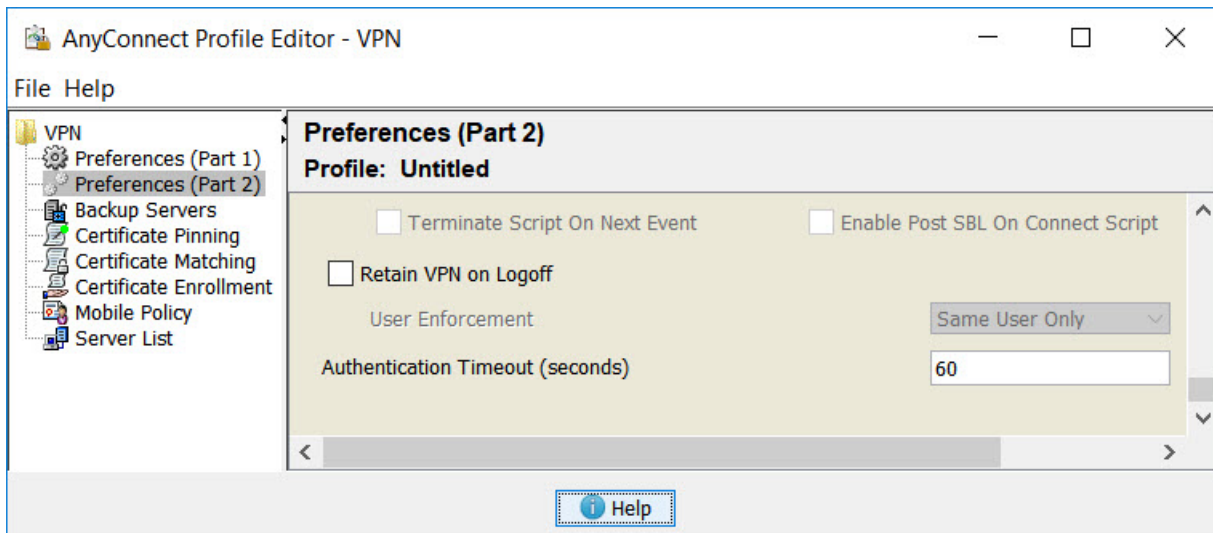 AnyConnect Profile Editor - VPN
File Help
VPN
Preferences (Part 1)
Preferences (Part 2)
Backup Servers
Certificate Pinning
Certificate Matching
Certificate Enrollment
Mobile Policy
Server List
Preferences (Part 2)
Profile: Untitled
Terminate Script On Next Event Enable Post SBL On Connect Script
Retain VPN on Logoff
User Enforcement Same User Only
Authentication Timeout (seconds) 60
Help